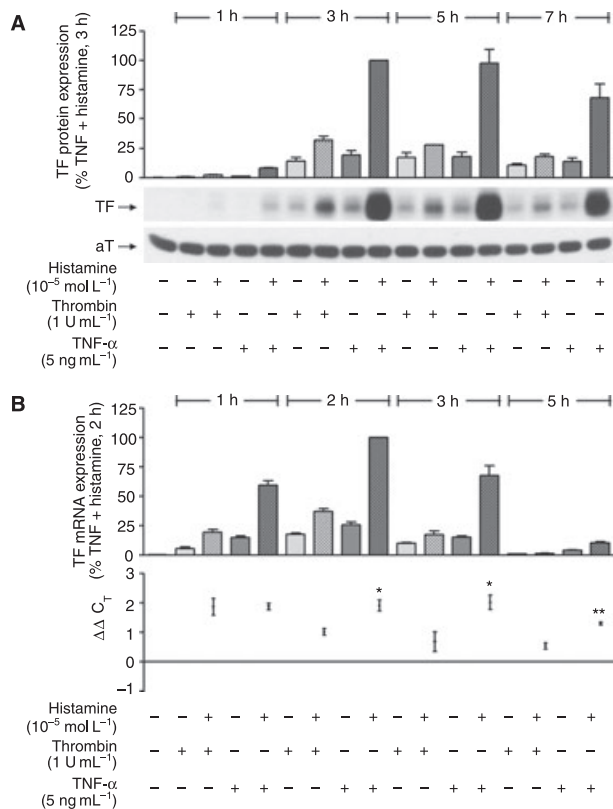 A
1 h 3 h 5 h 7 h
TF protein expression
(% TNF + histamine, 3 h)
125
100
75
50
25
0
TF
aT
Histamine
(10⁻⁵ mol L⁻¹) – – + – + – + – + – + – + – + – +
Thrombin
(1 U mL⁻¹) – + + – – + + – – + + – – + + – –
TNF-α
(5 ng mL⁻¹) – – – + + – – + + – – + + – – + +
B
1 h 2 h 3 h 5 h
TF mRNA expression
(% TNF + histamine, 2 h)
125
100
75
50
25
0
ΔΔ C_T
3
2
1
0
–1
* * **
Histamine
(10⁻⁵ mol L⁻¹) – – + – + – + – + – + – + – + – +
Thrombin
(1 U mL⁻¹) – + + – – + + – – + + – – + + – –
TNF-α
(5 ng mL⁻¹) – – – + + – – + + – – + + – – + +